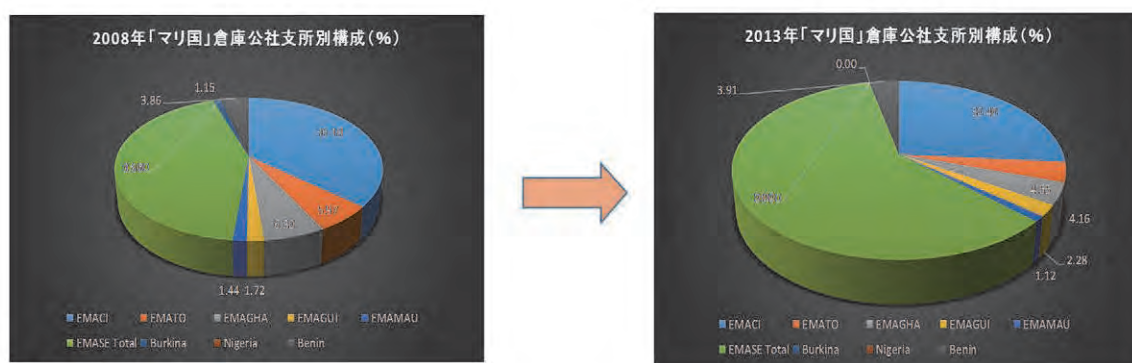 2008年「マリ国」倉庫公社支所別構成(%)
1.15
3.86
1.44
1.72
EMACI
EMATO
EMAGHA
EMAGUI
EMAMAU
EMASE Total
Burkina
Nigeria
Benin
2013年「マリ国」倉庫公社支所別構成(%)
0.00
3.91
4.16
2.28
1.12
EMACI
EMATO
EMAGHA
EMAGUI
EMAMAU
EMASE Total
Burkina
Nigeria
Benin